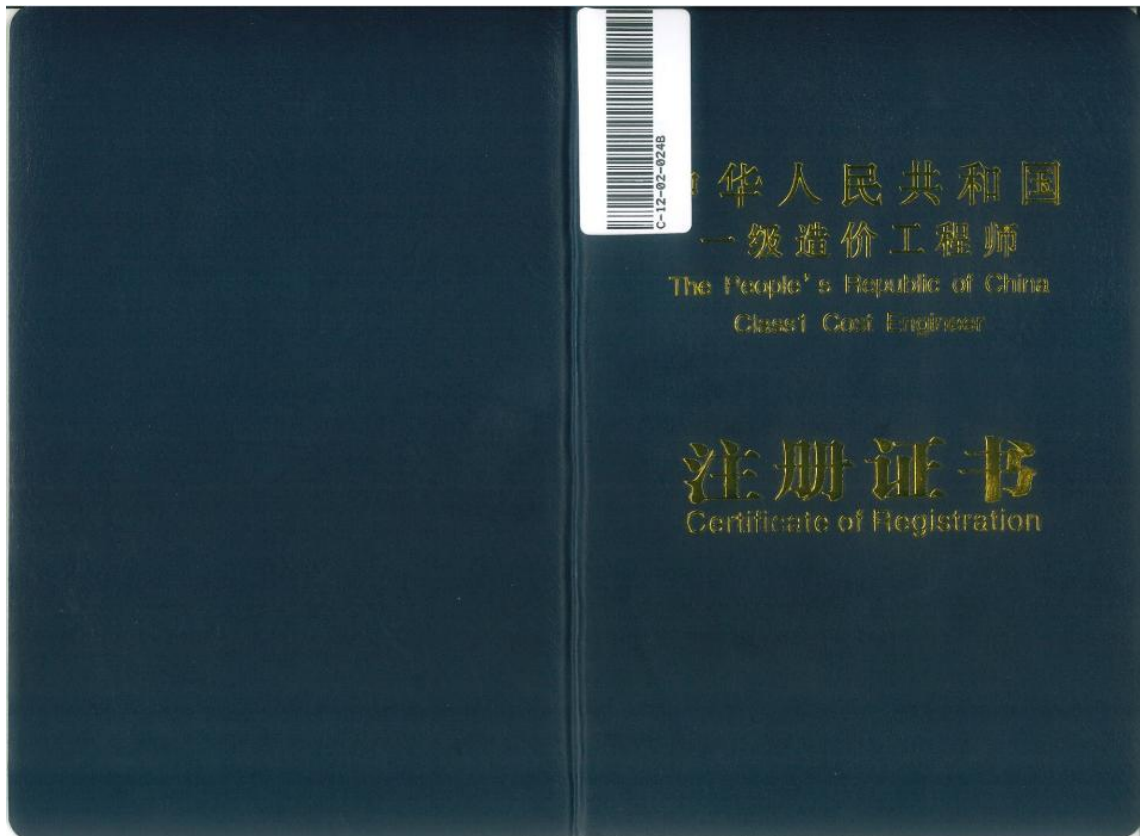 C-12-02-0248
华人民共和国
一级造价工程师
The People's Republic of China
Class1 Cost Engineer
注册证书
Certificate of Registration